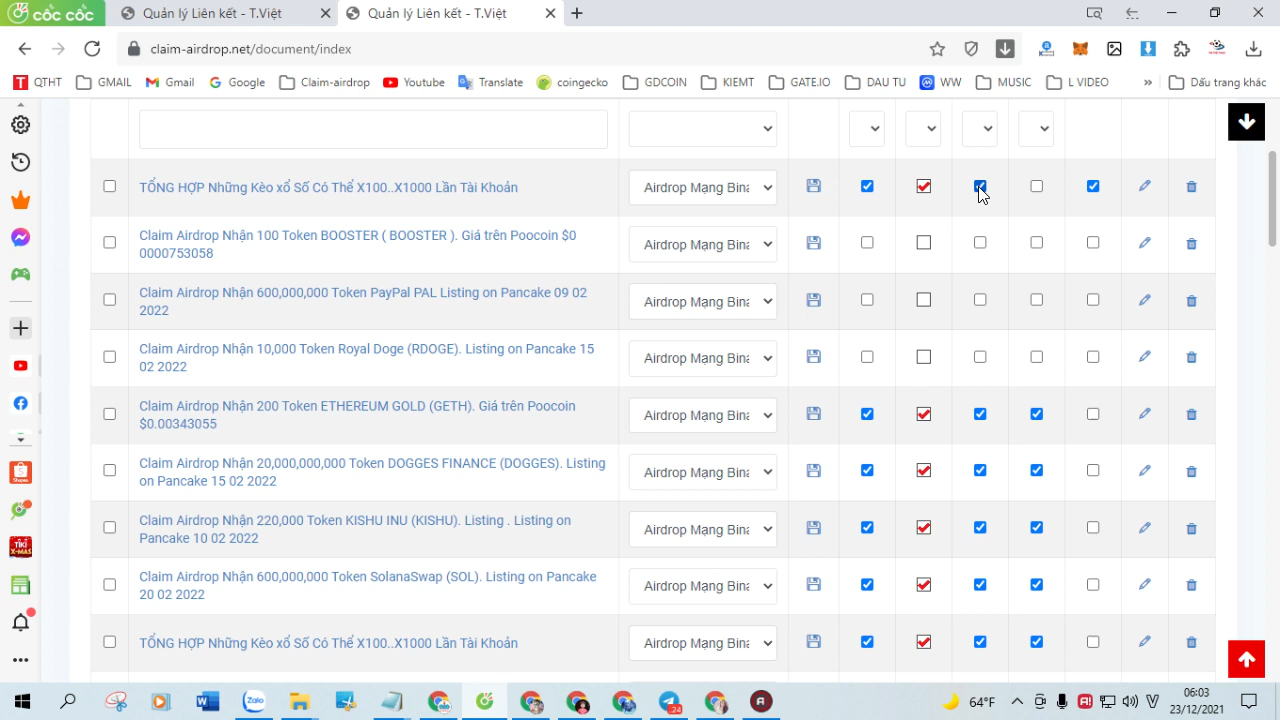 cốc cốc
Quản lý kiết kết - T.Việt
Quản lý kiết kết - T.Việt
claim-airdrop.net/document/index
QTHT
GMAIL
Gmail
Google
Claim-airdrop
Youtube
Translate
coingecko
GDCOIN
KIEMT
GATE.IO
DAU TU
WW
MUSIC
L VIDEO
»
Dấu trang khác
TỔNG HỢP Những Kèo xổ Số Có Thể X100..X1000 Lần Tài Khoản
Airdrop Mạng Bina
Claim Airdrop Nhận 100 Token BOOSTER ( BOOSTER ). Giá trên Poocoin $0
0000753058
Airdrop Mạng Bina
Claim Airdrop Nhận 600,000,000 Token PayPal PAL Listing on Pancake 09 02
2022
Airdrop Mạng Bina
Claim Airdrop Nhận 10,000 Token Royal Doge (RDOGE). Listing on Pancake 15
02 2022
Airdrop Mạng Bina
Claim Airdrop Nhận 200 Token ETHEREUM GOLD (GETH). Giá trên Poocoin
$0.00343055
Airdrop Mạng Bina
Claim Airdrop Nhận 20,000,000,000 Token DOGGES FINANCE (DOGGES). Listing
on Pancake 15 02 2022
Airdrop Mạng Bina
Claim Airdrop Nhận 220,000 Token KISHU INU (KISHU). Listing . Listing on
Pancake 10 02 2022
Airdrop Mạng Bina
Claim Airdrop Nhận 600,000,000 Token SolanaSwap (SOL). Listing on Pancake
20 02 2022
Airdrop Mạng Bina
TỔNG HỢP Những Kèo xổ Số Có Thể X100..X1000 Lần Tài Khoản
Airdrop Mạng Bina
TIKI
X-MAS
Zalo
24
64°F
06:03
23/12/2021